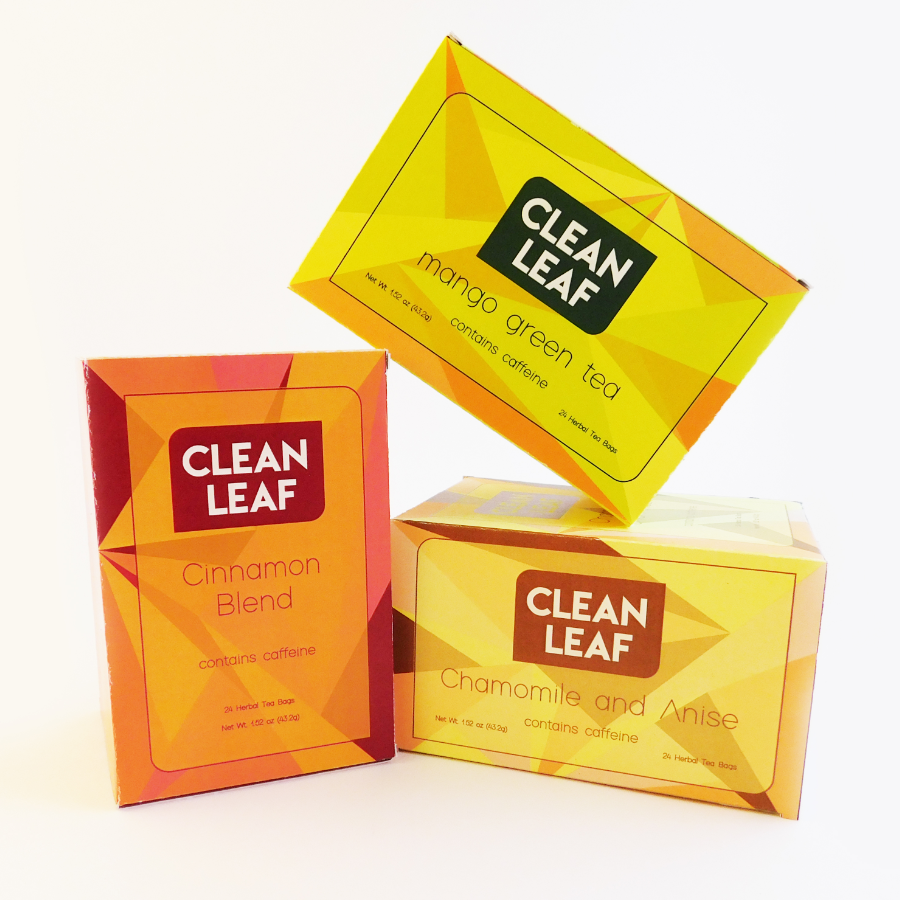 CLEAN
LEAF
mango green tea
Net Wt. 1.52 oz (43.2g)
contains caffeine
24 Herbal Tea Bags
CLEAN
LEAF
Cinnamon
Blend
contains caffeine
24 Herbal Tea Bags
Net Wt. 1.52 oz (43.2g)
CLEAN
LEAF
Chamomile and Anise
Net Wt. 1.52 oz (43.2g)
contains caffeine
24 Herbal Tea Bags